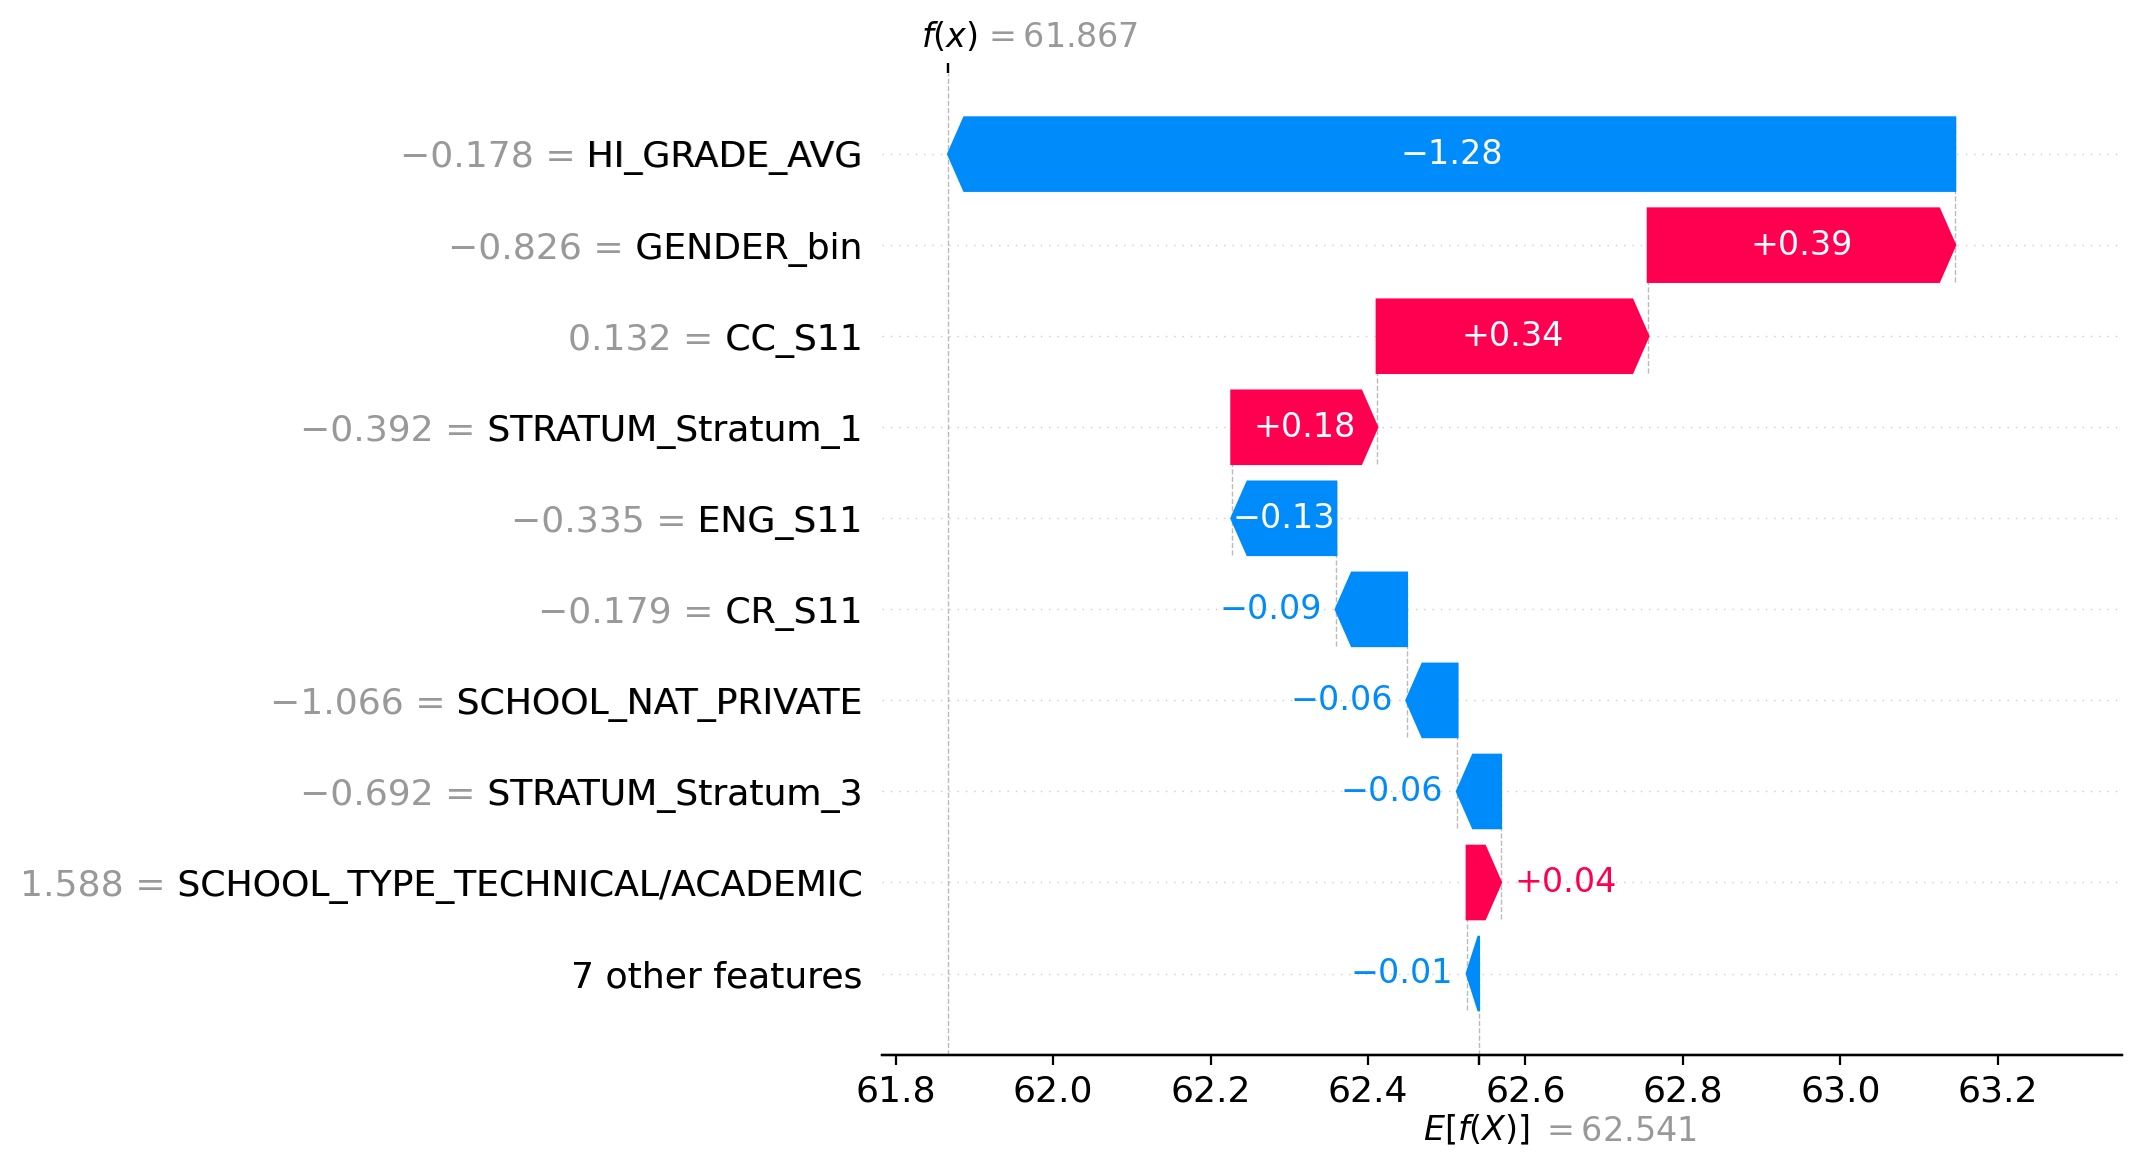 f(x) = 61.867
−0.178 = HI_GRADE_AVG −1.28
−0.826 = GENDER_bin +0.39
0.132 = CC_S11 +0.34
−0.392 = STRATUM_Stratum_1 +0.18
−0.335 = ENG_S11 −0.13
−0.179 = CR_S11 −0.09
−1.066 = SCHOOL_NAT_PRIVATE −0.06
−0.692 = STRATUM_Stratum_3 −0.06
1.588 = SCHOOL_TYPE_TECHNICAL/ACADEMIC +0.04
7 other features −0.01
61.8 62.0 62.2 62.4 62.6 62.8 63.0 63.2
E[f(X)] = 62.541